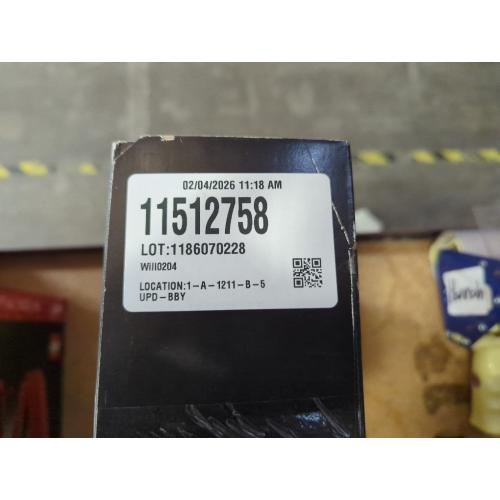 02/04/2026 11:18 AM
11512758
LOT:1186070228
Will0204
LOCATION:1-A-1211-B-5
UPD-BBY